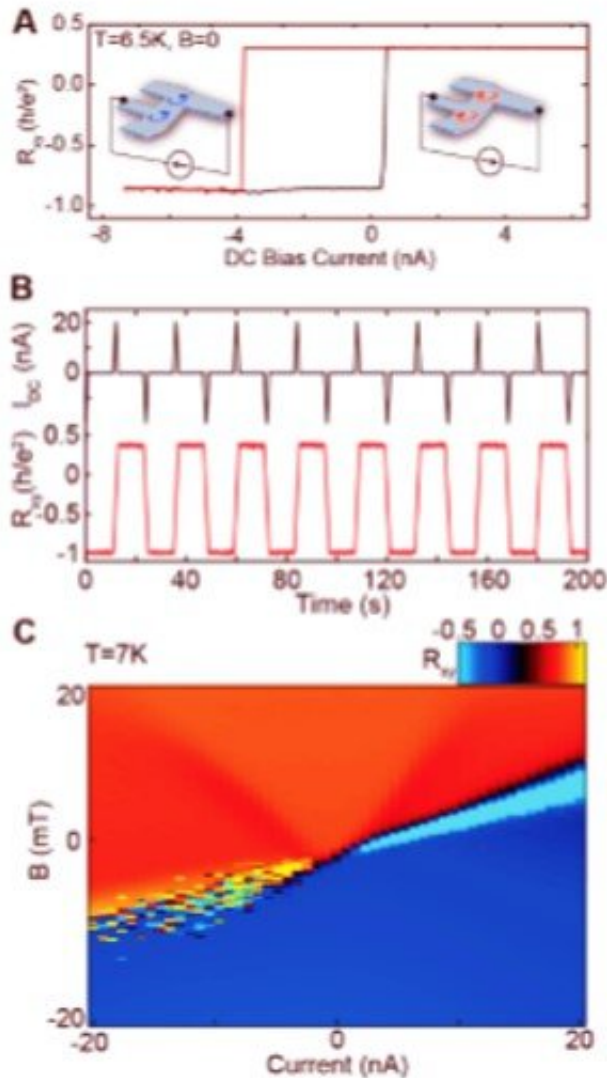 A
T=6.5K, B=0
0.5
0.0
-0.5
-1.0
R_xy (h/e²)
-8 -4 0 4
DC Bias Current (nA)
B
20
0
I_DC (nA)
0.5
0
-0.5
-1
R_xy (h/e²)
0 40 80 120 160 200
Time (s)
C
T=7K
-0.5 0 0.5 1
R_xy
20
0
-20
B (mT)
-20 0 20
Current (nA)